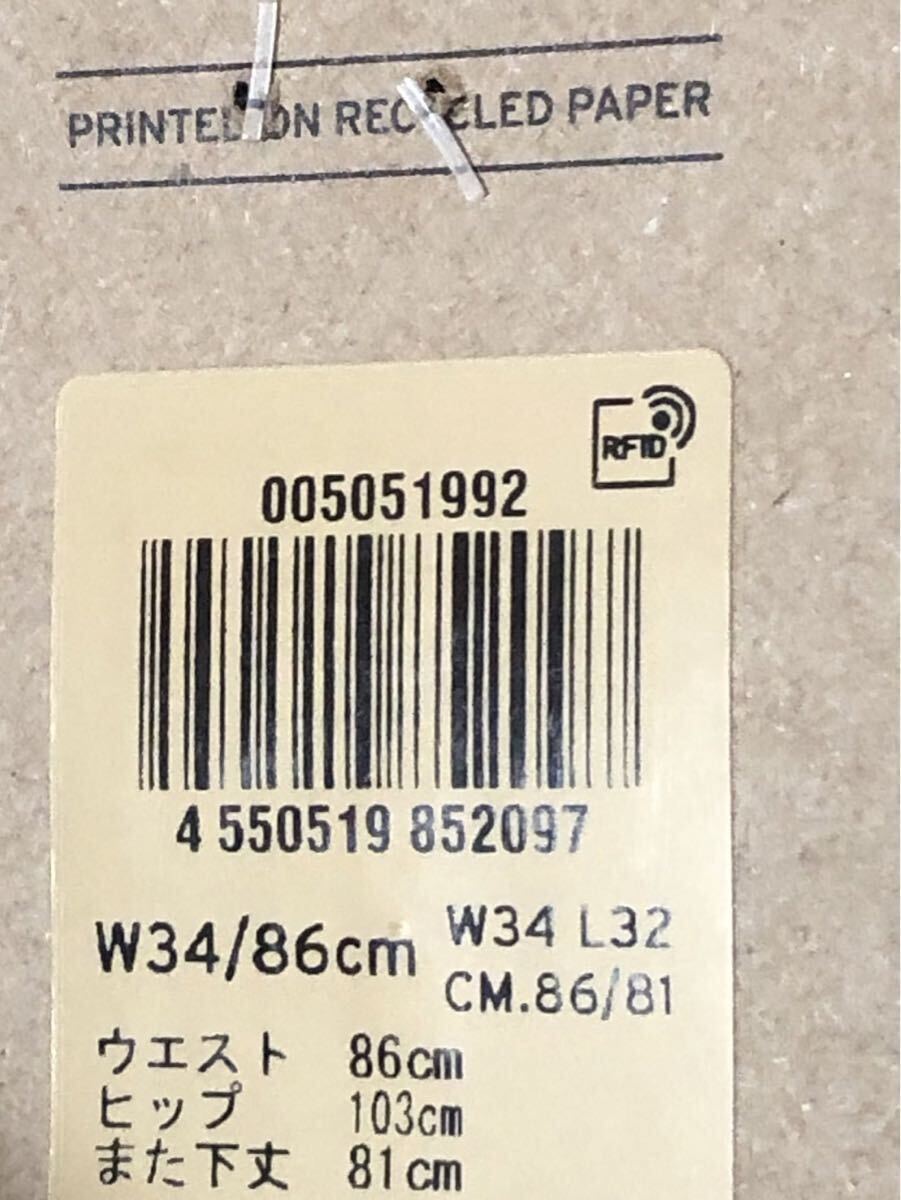 PRINTED ON RECYCLED PAPER
RFID
005051992
4 550519 852097
W34/86cm
W34 L32
CM.86/81
ウエスト 86cm
ヒップ 103cm
また下丈 81cm